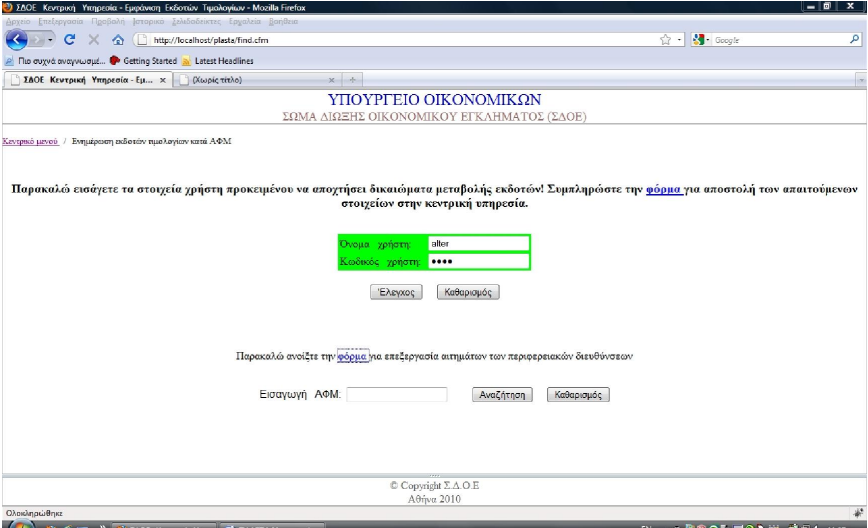 ΣΔΟΕ Κεντρική Υπηρεσία - Εμφάνιση Εκδοτών Τιμολογίων - Mozilla Firefox
Αρχείο Επεξεργασία Προβολή Ιστορικό Σελιδοδείκτες Εργαλεία Βοήθεια
http://localhost/plasta/find.cfm
Google
Πιο συχνά αναγνωσμέ... Getting Started Latest Headlines
ΣΔΟΕ Κεντρική Υπηρεσία - Εμ... (Χωρίς τίτλο)
ΥΠΟΥΡΓΕΙΟ ΟΙΚΟΝΟΜΙΚΩΝ
ΣΩΜΑ ΔΙΩΞΗΣ ΟΙΚΟΝΟΜΙΚΟΥ ΕΓΚΛΗΜΑΤΟΣ (ΣΔΟΕ)
Κεντρικό μενού / Ενημέρωση εκδοτών τιμολογίων κατά ΑΦΜ
Παρακαλώ εισάγετε τα στοιχεία χρήστη προκειμένου να αποχτήσει δικαιώματα μεταβολής εκδοτών! Συμπληρώστε την φόρμα για αποστολή των απαιτούμενων
στοιχείων στην κεντρική υπηρεσία.
Όνομα χρήστη: alter
Κωδικός χρήστη: ••••
Έλεγχος Καθαρισμός
Παρακαλώ ανοίξτε την φόρμα για επεξεργασία αιτημάτων των περιφερειακών διευθύνσεων
Εισαγωγή ΑΦΜ: Αναζήτηση Καθαρισμός
© Copyright Σ.Δ.Ο.Ε
Αθήνα 2010
Ολοκληρώθηκε